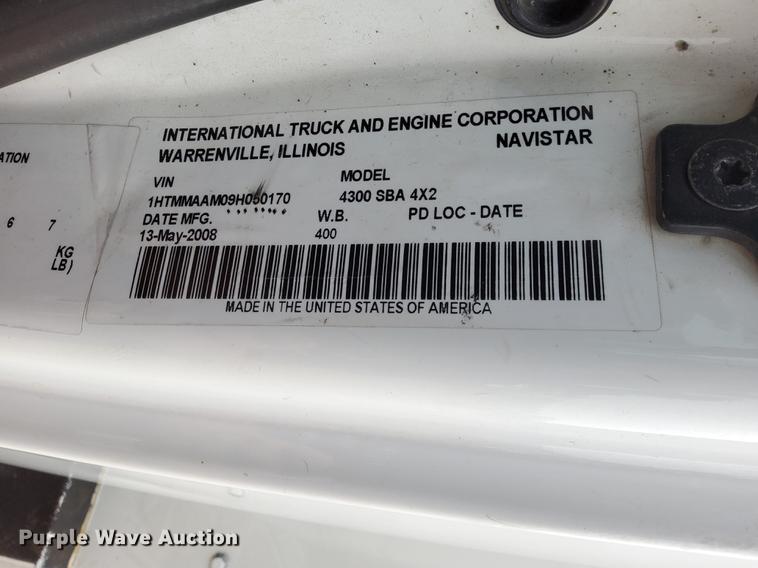 INTERNATIONAL TRUCK AND ENGINE CORPORATION
WARRENVILLE, ILLINOIS NAVISTAR
VIN MODEL
1HTMMAAM09H050170 4300 SBA 4X2
DATE MFG. W.B. PD LOC - DATE
13-May-2008 400
MADE IN THE UNITED STATES OF AMERICA
6 7
KG
LB)
Purple Wave Auction